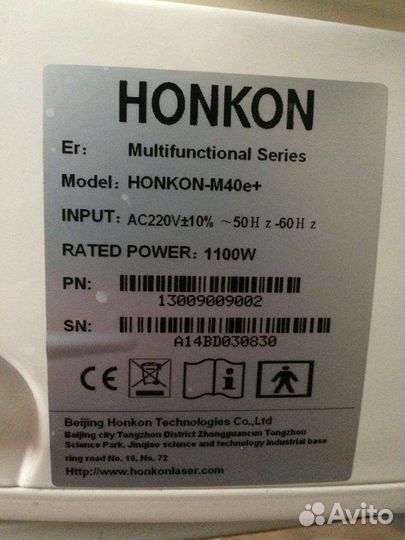 HONKON
Er: Multifunctional Series
Model: HONKON-M40e+
INPUT: AC220V±10% ~50Hz-60Hz
RATED POWER: 1100W
PN:
13009009002
SN:
A14BD030830
CE
Beijing Honkon Technologies Co.,Ltd
Beijing city Tongzhou District Zhongguancun Tongzhou
Science Park. Jinqiao science and technology industrial base
ring road No. 16, No. 72
Http://www.honkonlaser.com
Avito